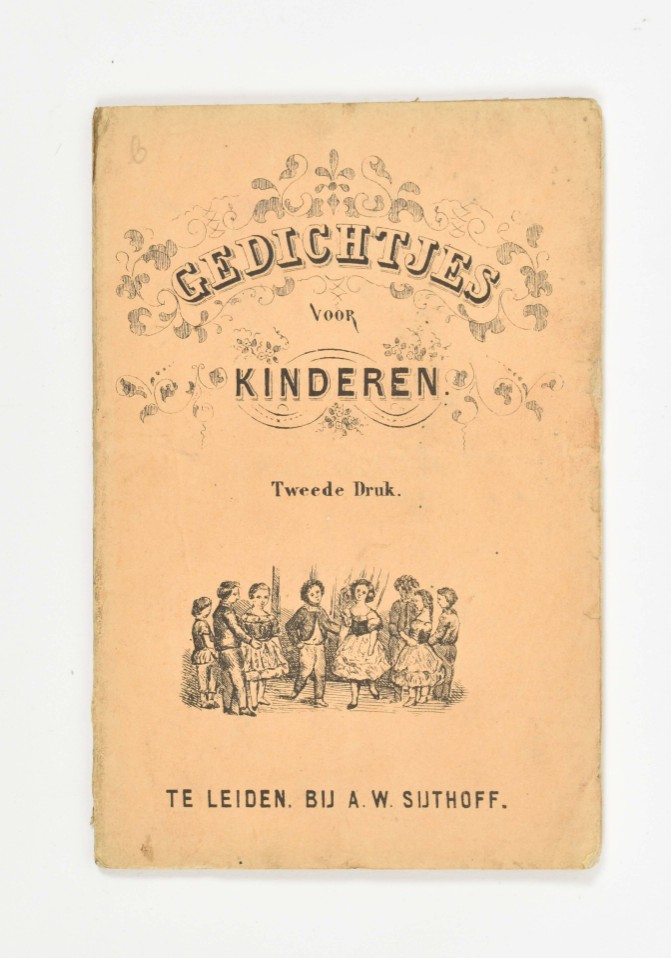 GEDICHTJES
VOOR
KINDEREN.
Tweede Druk.
TE LEIDEN. BIJ A. W. SIJTHOFF.